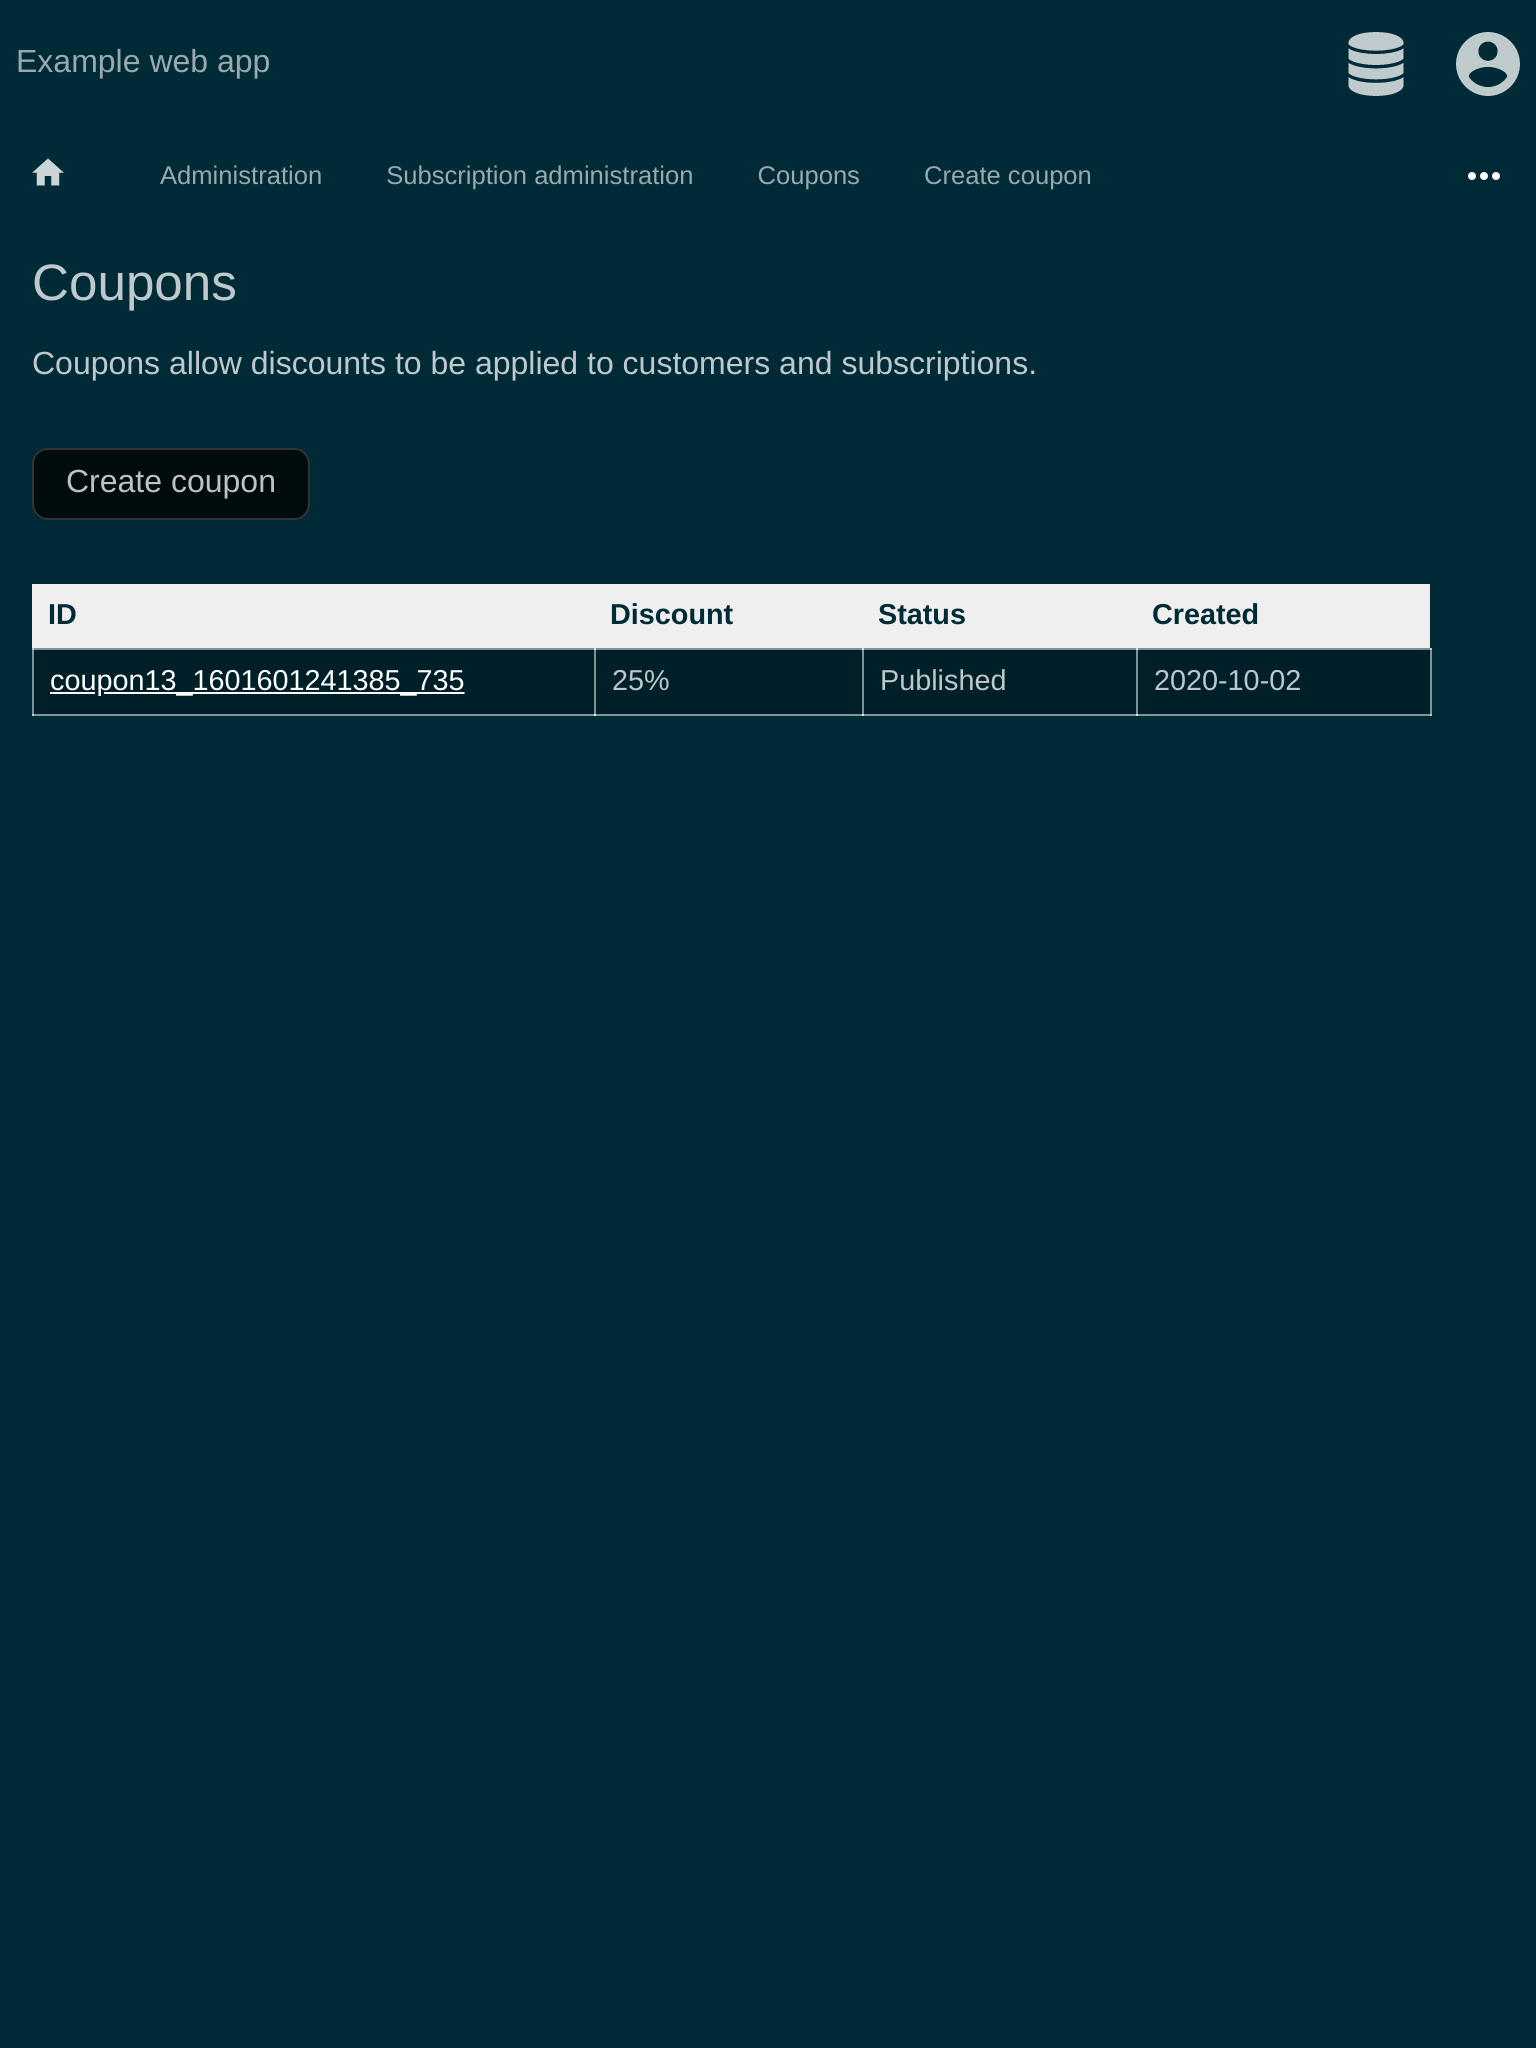 Example web app
Administration Subscription administration Coupons Create coupon
Coupons
Coupons allow discounts to be applied to customers and subscriptions.
Create coupon
ID Discount Status Created
coupon13_1601601241385_735 25% Published 2020-10-02